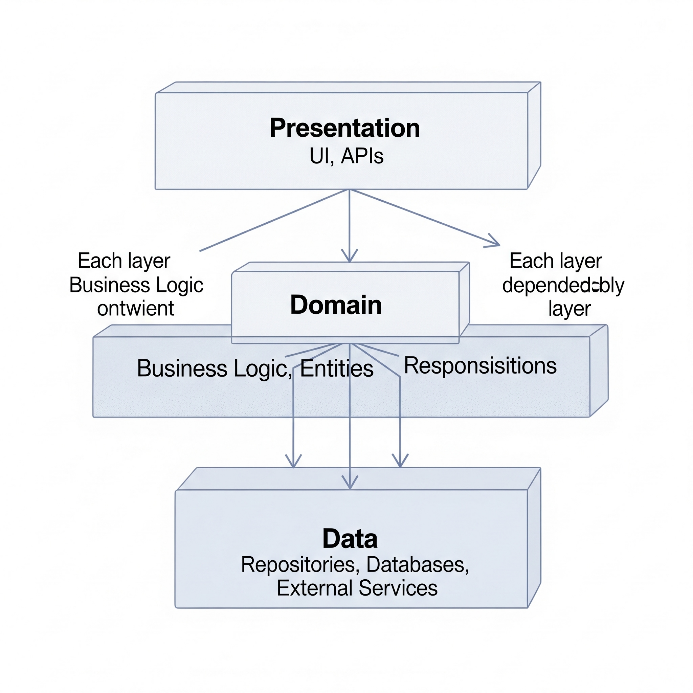 Presentation
UI, APIs
Each layer
Business Logic
ontwient
Each layer
dependedcbly
layer
Domain
Business Logic, Entities
Responsisitions
Data
Repositories, Databases,
External Services